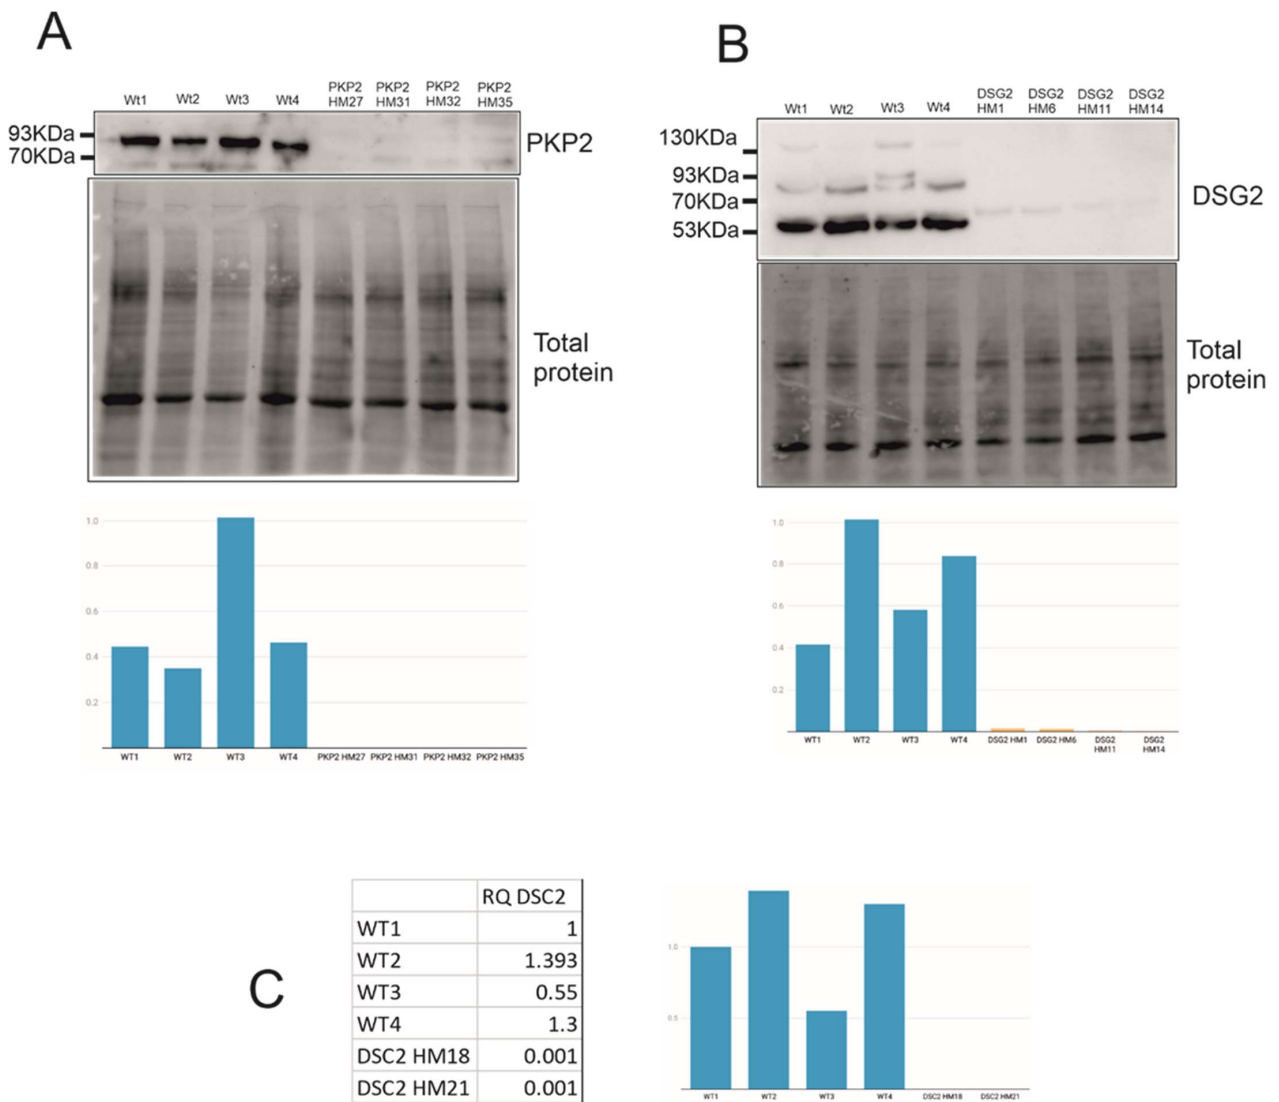 A
Wt1 Wt2 Wt3 Wt4 PKP2 HM27 PKP2 HM31 PKP2 HM32 PKP2 HM35
93KDa
70KDa
PKP2
Total
protein
1.0
0.8
0.6
0.4
0.2
WT1 WT2 WT3 WT4 PKP2 HM27 PKP2 HM31 PKP2 HM32 PKP2 HM35
B
Wt1 Wt2 Wt3 Wt4 DSG2 HM1 DSG2 HM6 DSG2 HM11 DSG2 HM14
130KDa
93KDa
70KDa
53KDa
DSG2
Total
protein
1.0
0.8
0.6
0.4
0.2
WT1 WT2 WT3 WT4 DSG2 HM1 DSG2 HM6 DSG2 HM11 DSG2 HM14
C
RQ DSC2
WT1 1
WT2 1.393
WT3 0.55
WT4 1.3
DSC2 HM18 0.001
DSC2 HM21 0.001
1.0
0.5
WT1 WT2 WT3 WT4 DSC2 HM18 DSC2 HM21